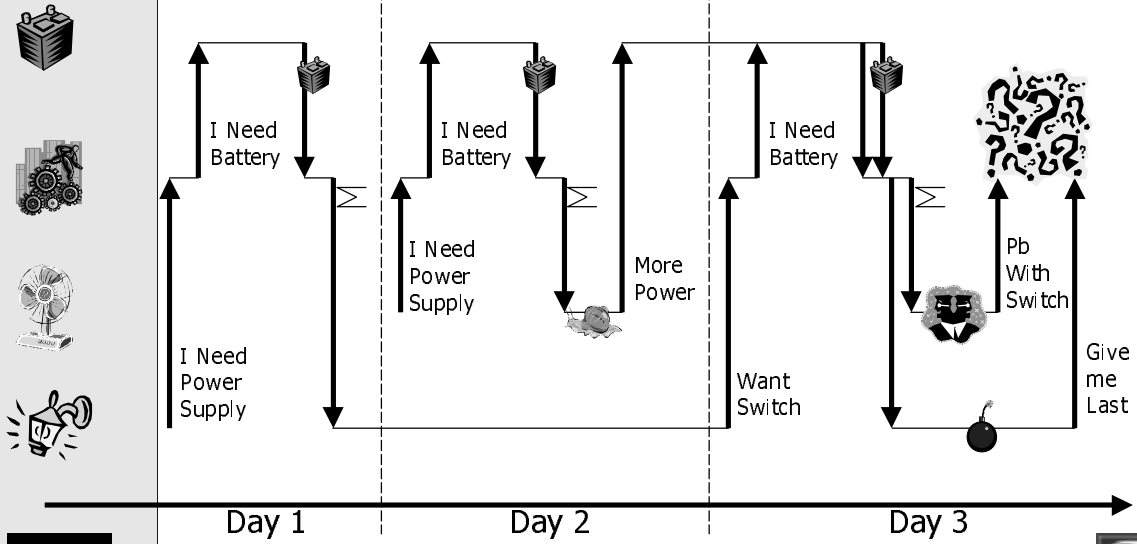 I Need
Battery
I Need
Power
Supply
I Need
Battery
I Need
Power
Supply
More
Power
I Need
Battery
Want
Switch
Pb
With
Switch
Give
me
Last
Day 1
Day 2
Day 3